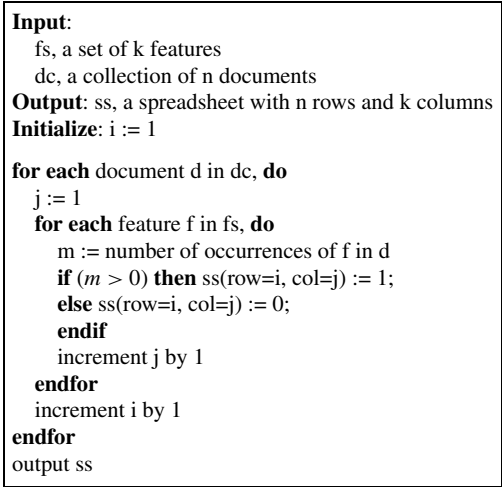 Input:
fs, a set of k features
dc, a collection of n documents
Output: ss, a spreadsheet with n rows and k columns
Initialize: i := 1
for each document d in dc, do
j := 1
for each feature f in fs, do
m := number of occurrences of f in d
if (m > 0) then ss(row=i, col=j) := 1;
else ss(row=i, col=j) := 0;
endif
increment j by 1
endfor
increment i by 1
endfor
output ss